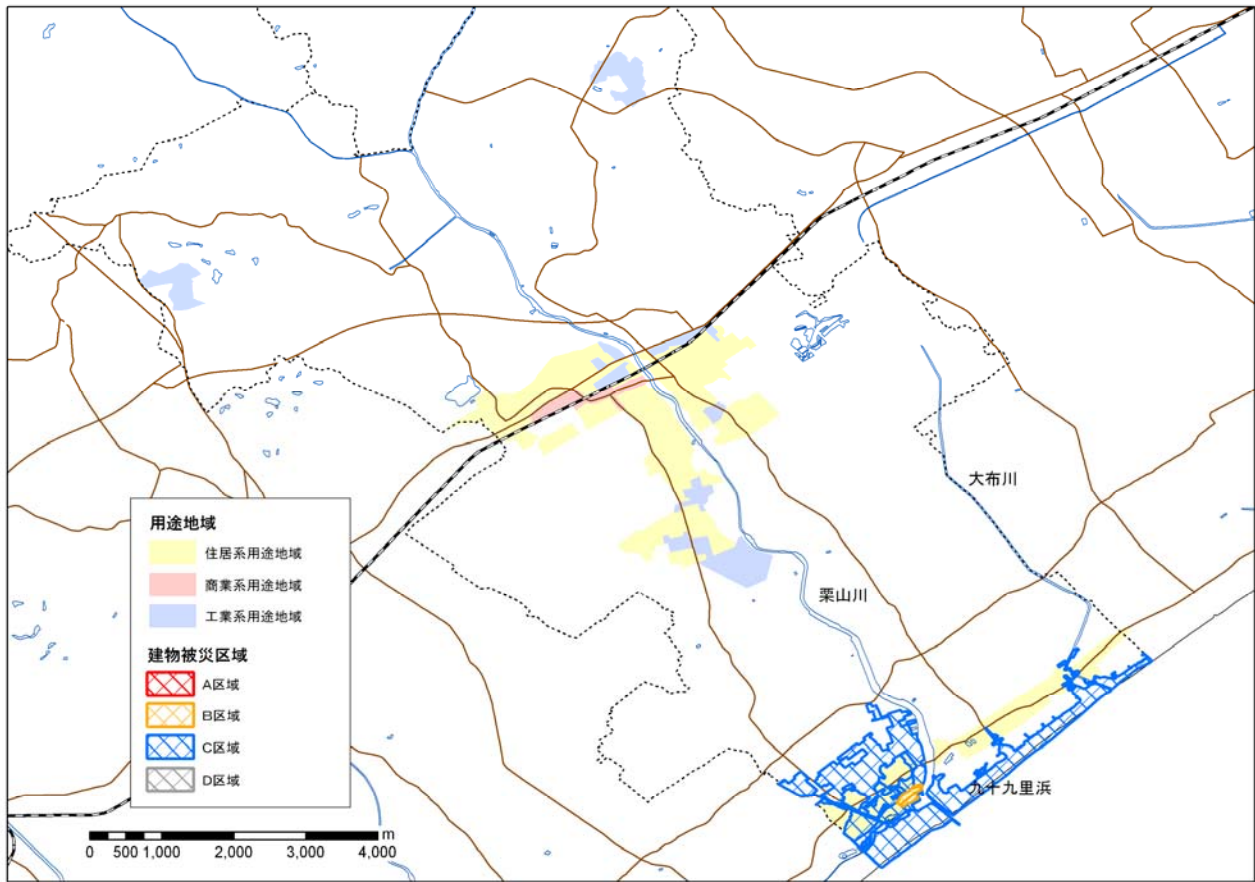 大布川
栗山川
九十九里浜
用途地域
住居系用途地域
商業系用途地域
工業系用途地域
建物被災区域
A区域
B区域
C区域
D区域
m
0 500 1,000 2,000 3,000 4,000